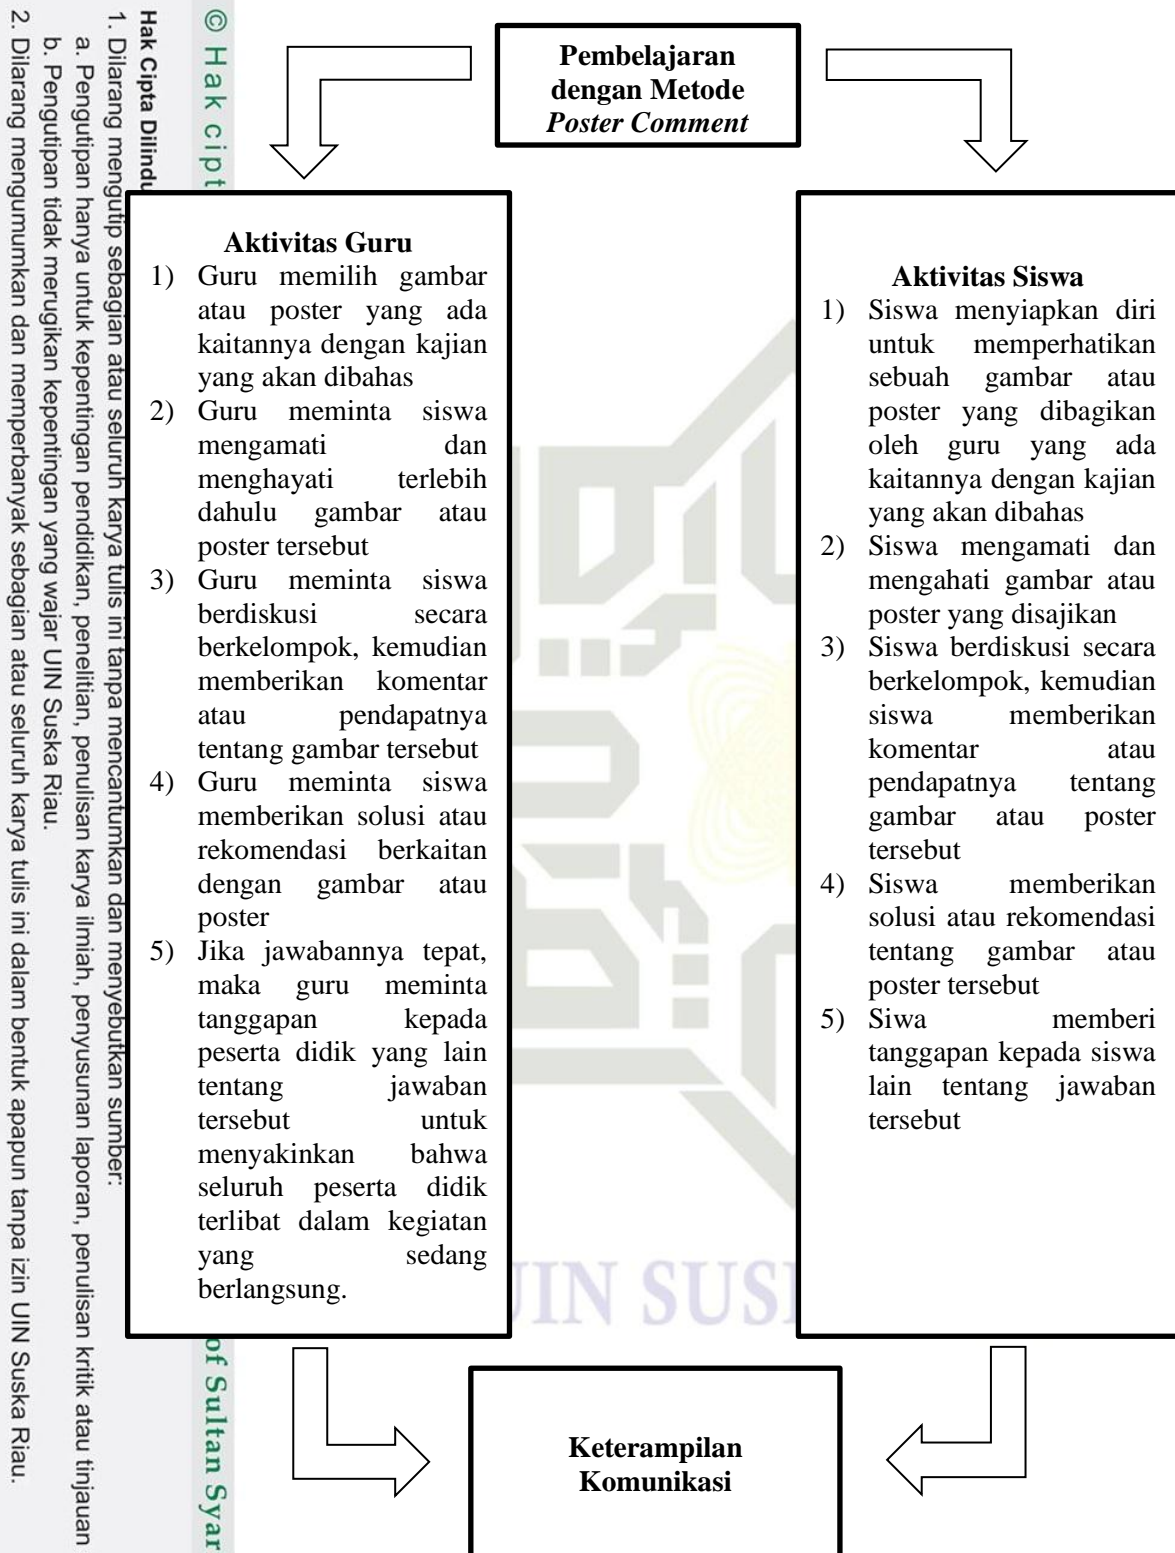 Pembelajaran
dengan Metode
Poster Comment
Aktivitas Guru
1) Guru memilih gambar
atau poster yang ada
kaitannya dengan kajian
yang akan dibahas
2) Guru meminta siswa
mengamati dan
menghayati terlebih
dahulu gambar atau
poster tersebut
3) Guru meminta siswa
berdiskusi secara
berkelompok, kemudian
memberikan komentar
atau pendapatnya
tentang gambar tersebut
4) Guru meminta siswa
memberikan solusi atau
rekomendasi berkaitan
dengan gambar atau
poster
5) Jika jawabannya tepat,
maka guru meminta
tanggapan kepada
peserta didik yang lain
tentang jawaban
tersebut untuk
menyakinkan bahwa
seluruh peserta didik
terlibat dalam kegiatan
yang sedang
berlangsung.
Aktivitas Siswa
1) Siswa menyiapkan diri
untuk memperhatikan
sebuah gambar atau
poster yang dibagikan
oleh guru yang ada
kaitannya dengan kajian
yang akan dibahas
2) Siswa mengamati dan
mengahati gambar atau
poster yang disajikan
3) Siswa berdiskusi secara
berkelompok, kemudian
siswa memberikan
komentar atau
pendapatnya tentang
gambar atau poster
tersebut
4) Siswa memberikan
solusi atau rekomendasi
tentang gambar atau
poster tersebut
5) Siwa memberi
tanggapan kepada siswa
lain tentang jawaban
tersebut
Keterampilan
Komunikasi
© Hak cipt
of Sultan Syar
Hak Cipta Dilindu
1. Dilarang mengutip sebagian atau seluruh karya tulis ini tanpa mencantumkan dan menyebutkan sumber:
a. Pengutipan hanya untuk kepentingan pendidikan, penelitian, penulisan karya ilmiah, penyusunan laporan, penulisan kritik atau tinjauan
b. Pengutipan tidak merugikan kepentingan yang wajar UIN Suska Riau.
2. Dilarang mengumumkan dan memperbanyak sebagian atau seluruh karya tulis ini dalam bentuk apapun tanpa izin UIN Suska Riau.
UIN SUS